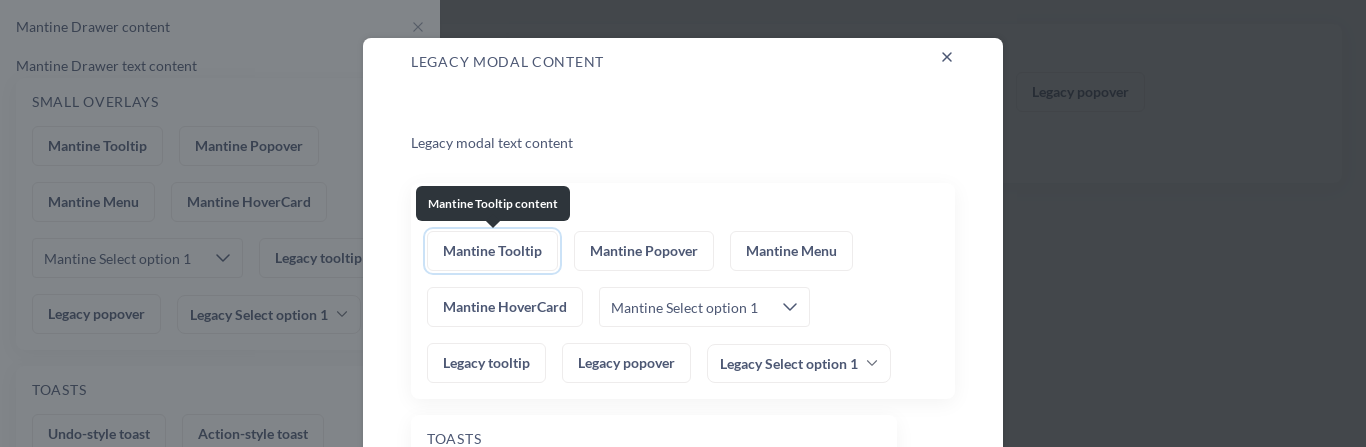 Mantine Drawer content
Mantine Drawer text content
SMALL OVERLAYS
Mantine Tooltip
Mantine Popover
Mantine Menu
Mantine HoverCard
Mantine Select option 1
Legacy tooltip
Legacy popover
Legacy Select option 1
TOASTS
Undo-style toast
Action-style toast
LEGACY MODAL CONTENT
Legacy modal text content
Mantine Tooltip content
Mantine Tooltip
Mantine Popover
Mantine Menu
Mantine HoverCard
Mantine Select option 1
Legacy tooltip
Legacy popover
Legacy Select option 1
TOASTS
Legacy popover